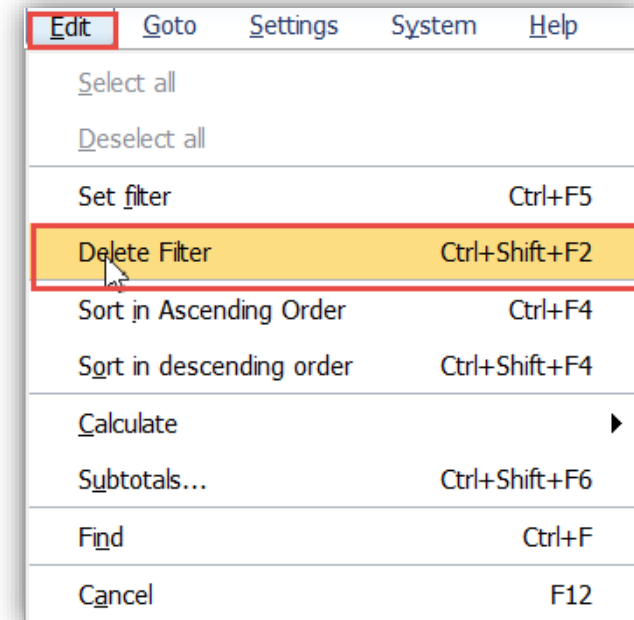 Edit Goto Settings System Help
Select all
Deselect all
Set filter Ctrl+F5
Delete Filter Ctrl+Shift+F2
Sort in Ascending Order Ctrl+F4
Sort in descending order Ctrl+Shift+F4
Calculate
Subtotals... Ctrl+Shift+F6
Find Ctrl+F
Cancel F12